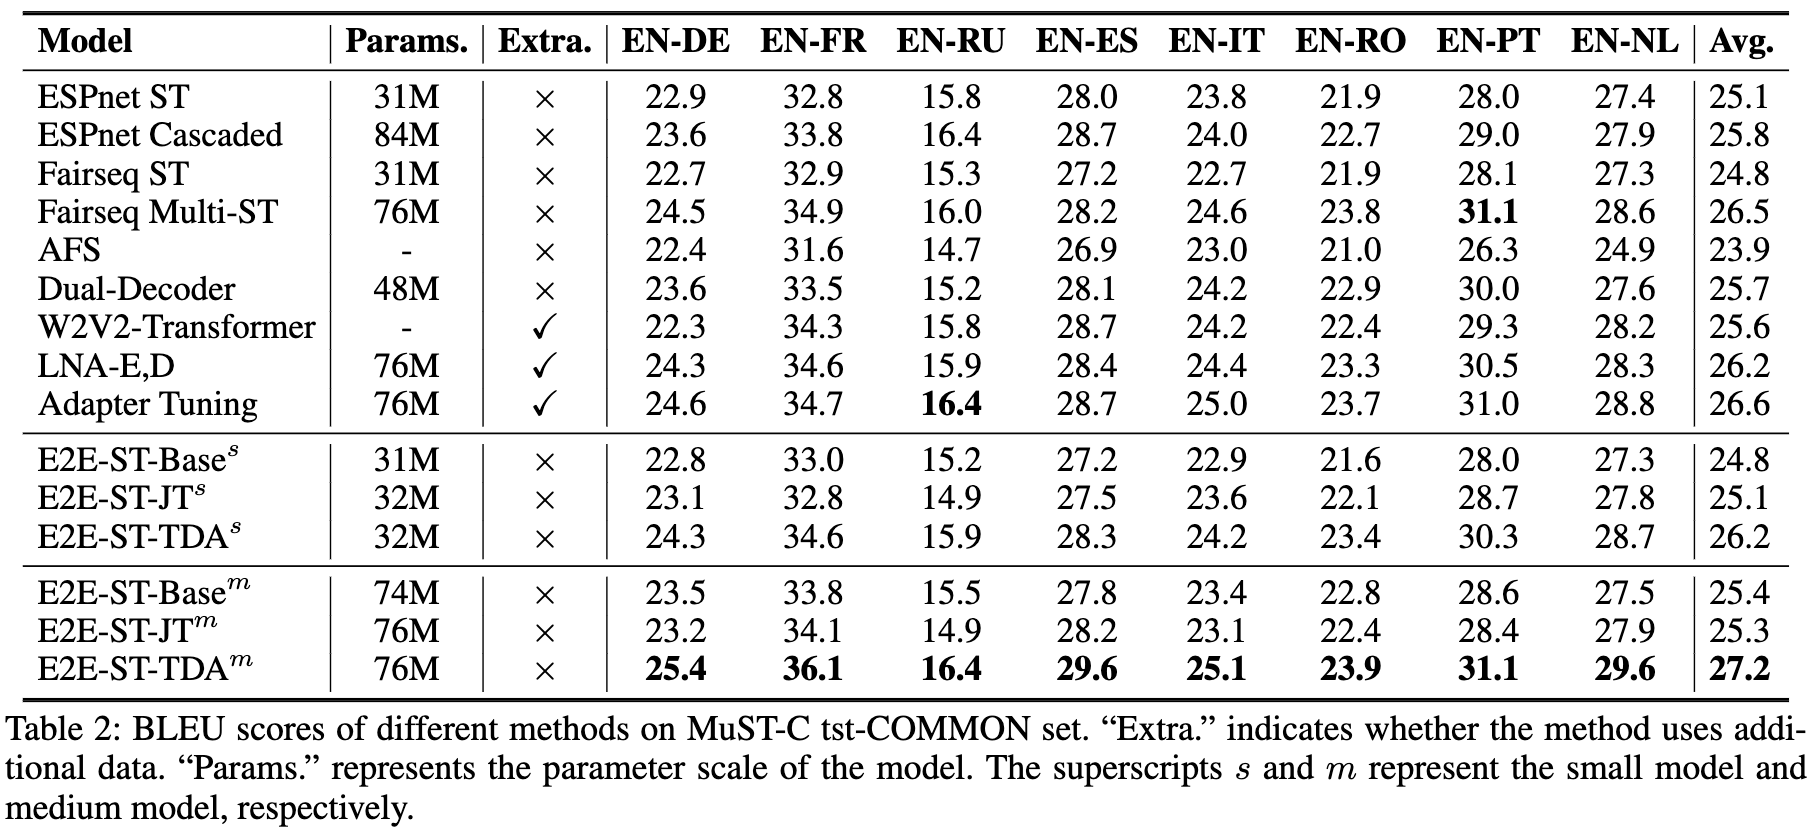 Model Params. Extra. EN-DE EN-FR EN-RU EN-ES EN-IT EN-RO EN-PT EN-NL Avg.
ESPnet ST 31M × 22.9 32.8 15.8 28.0 23.8 21.9 28.0 27.4 25.1
ESPnet Cascaded 84M × 23.6 33.8 16.4 28.7 24.0 22.7 29.0 27.9 25.8
Fairseq ST 31M × 22.7 32.9 15.3 27.2 22.7 21.9 28.1 27.3 24.8
Fairseq Multi-ST 76M × 24.5 34.9 16.0 28.2 24.6 23.8 31.1 28.6 26.5
AFS - × 22.4 31.6 14.7 26.9 23.0 21.0 26.3 24.9 23.9
Dual-Decoder 48M × 23.6 33.5 15.2 28.1 24.2 22.9 30.0 27.6 25.7
W2V2-Transformer - ✓ 22.3 34.3 15.8 28.7 24.2 22.4 29.3 28.2 25.6
LNA-E,D 76M ✓ 24.3 34.6 15.9 28.4 24.4 23.3 30.5 28.3 26.2
Adapter Tuning 76M ✓ 24.6 34.7 16.4 28.7 25.0 23.7 31.0 28.8 26.6
E2E-ST-Baseˢ 31M × 22.8 33.0 15.2 27.2 22.9 21.6 28.0 27.3 24.8
E2E-ST-JTˢ 32M × 23.1 32.8 14.9 27.5 23.6 22.1 28.7 27.8 25.1
E2E-ST-TDAˢ 32M × 24.3 34.6 15.9 28.3 24.2 23.4 30.3 28.7 26.2
E2E-ST-Baseᵐ 74M × 23.5 33.8 15.5 27.8 23.4 22.8 28.6 27.5 25.4
E2E-ST-JTᵐ 76M × 23.2 34.1 14.9 28.2 23.1 22.4 28.4 27.9 25.3
E2E-ST-TDAᵐ 76M × 25.4 36.1 16.4 29.6 25.1 23.9 31.1 29.6 27.2
Table 2: BLEU scores of different methods on MuST-C tst-COMMON set. “Extra.” indicates whether the method uses addi-
tional data. “Params.” represents the parameter scale of the model. The superscripts s and m represent the small model and
medium model, respectively.